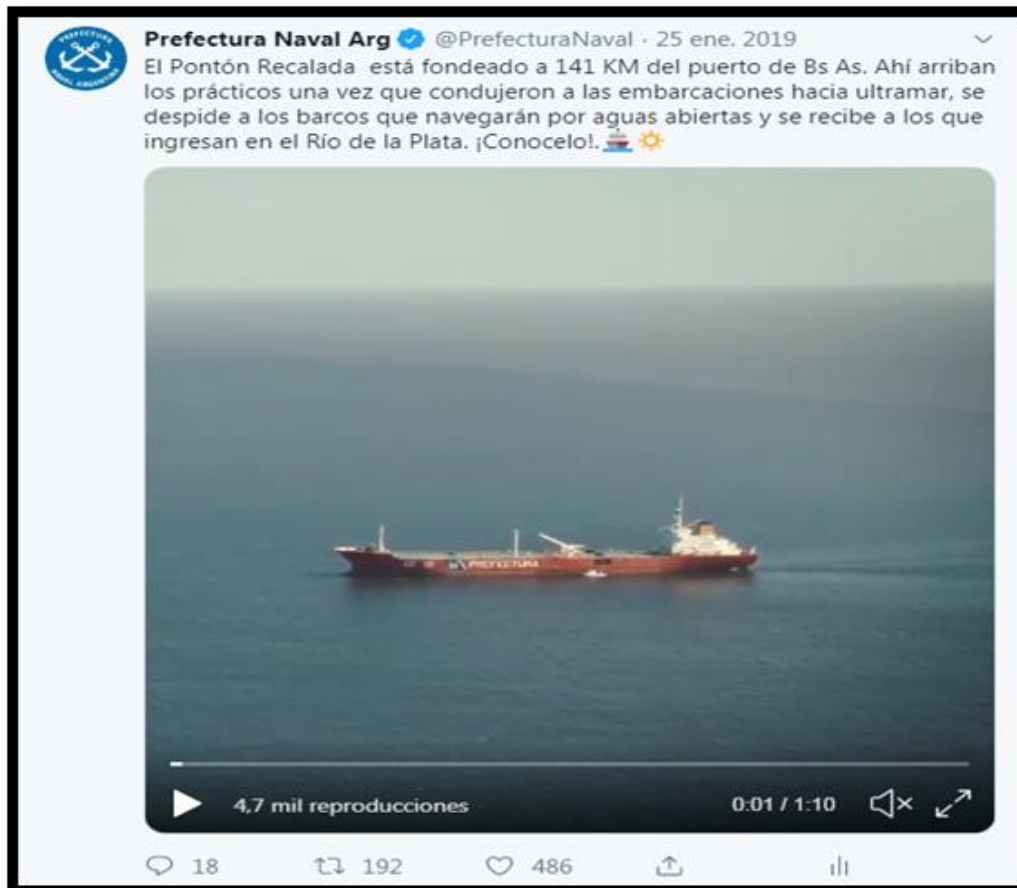 Prefectura Naval Arg @PrefecturaNaval · 25 ene. 2019
El Pontón Recalada está fondeado a 141 KM del puerto de Bs As. Ahí arriban
los prácticos una vez que condujeron a las embarcaciones hacia ultramar, se
despide a los barcos que navegarán por aguas abiertas y se recibe a los que
ingresan en el Río de la Plata. ¡Conocelo!. 🚢 ☀️
PREFECTURA
4,7 mil reproducciones 0:01 / 1:10
18 192 486